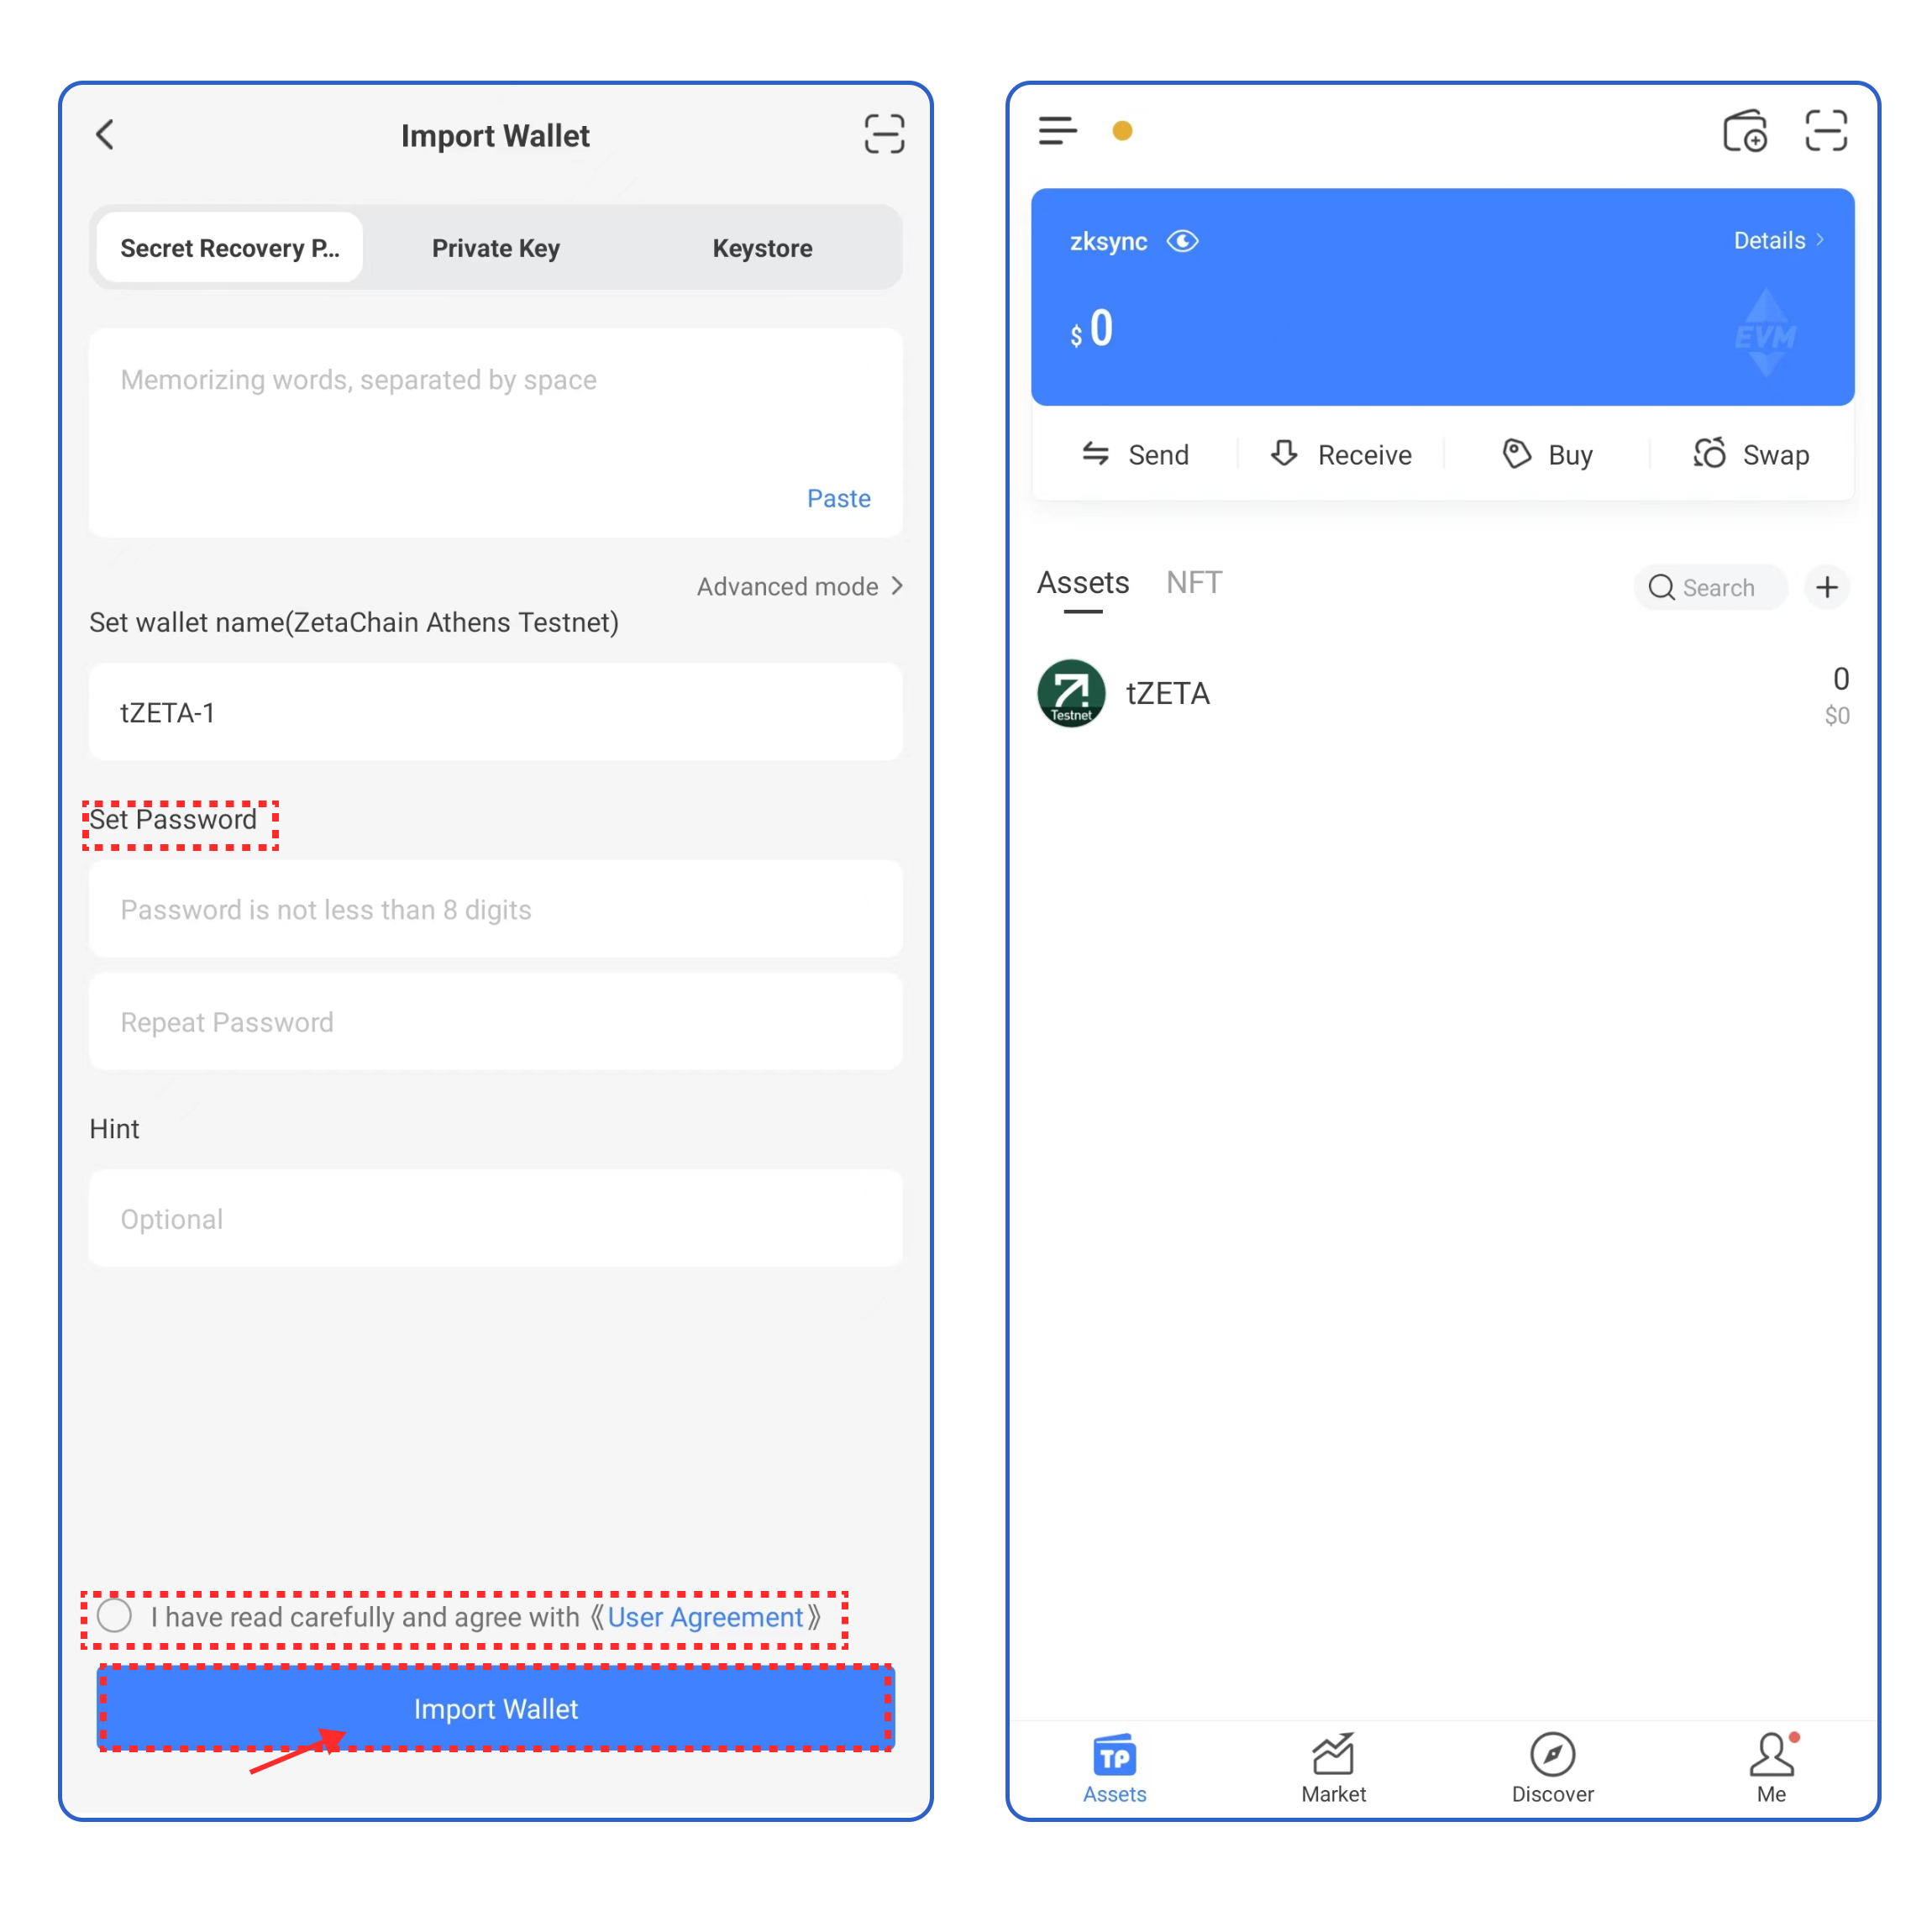 Import Wallet
Secret Recovery P...
Private Key
Keystore
Memorizing words, separated by space
Paste
Advanced mode
Set wallet name(ZetaChain Athens Testnet)
tZETA-1
Set Password
Password is not less than 8 digits
Repeat Password
Hint
Optional
I have read carefully and agree with《User Agreement》
Import Wallet
zksync
Details
$ 0
EVM
Send
Receive
Buy
Swap
Assets
NFT
Search
Testnet
tZETA
0
$0
TP
Assets
Market
Discover
Me